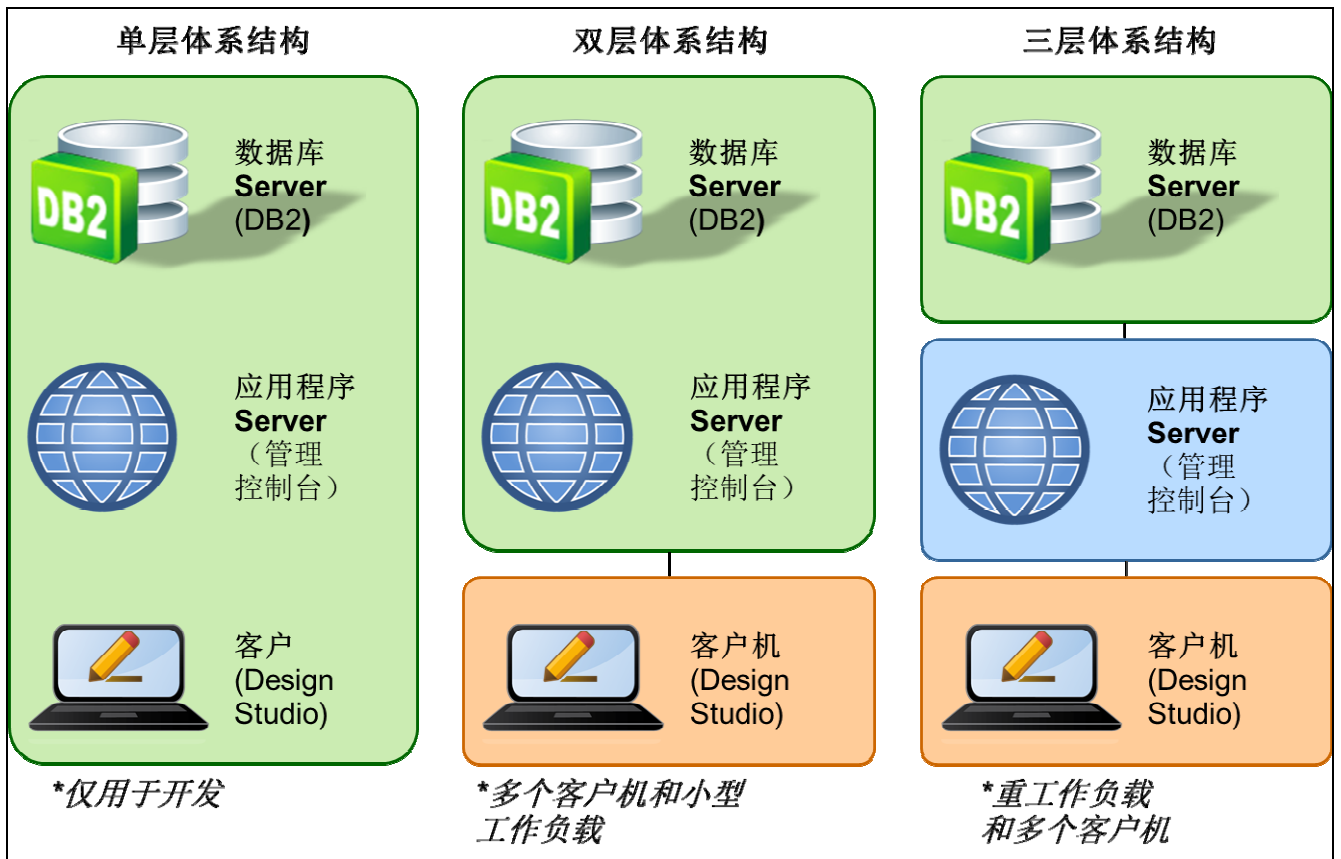 单层体系结构
DB2
数据库
Server
(DB2)
应用程序
Server
（管理
控制台）
客户
(Design
Studio)
*仅用于开发
双层体系结构
DB2
数据库
Server
(DB2)
应用程序
Server
（管理
控制台）
客户机
(Design
Studio)
*多个客户机和小型
工作负载
三层体系结构
DB2
数据库
Server
(DB2)
应用程序
Server
（管理
控制台）
客户机
(Design
Studio)
*重工作负载
和多个客户机